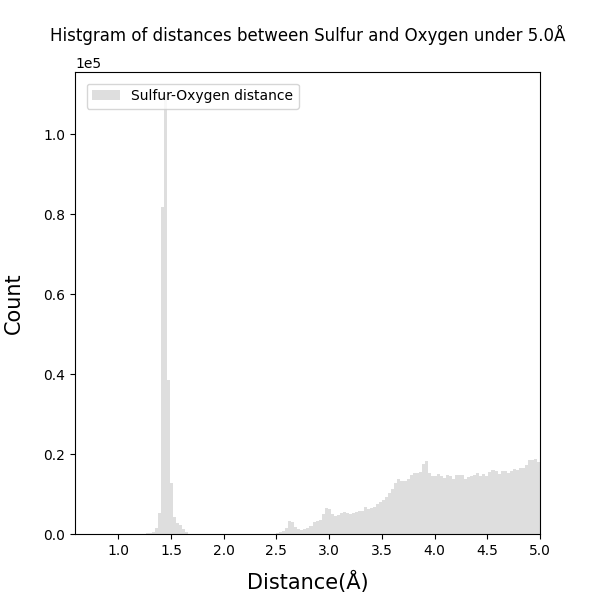 Histgram of distances between Sulfur and Oxygen under 5.0Å
1e5
Sulfur-Oxygen distance
1.0
0.8
0.6
0.4
0.2
0.0
Count
1.0 1.5 2.0 2.5 3.0 3.5 4.0 4.5 5.0
Distance(Å)